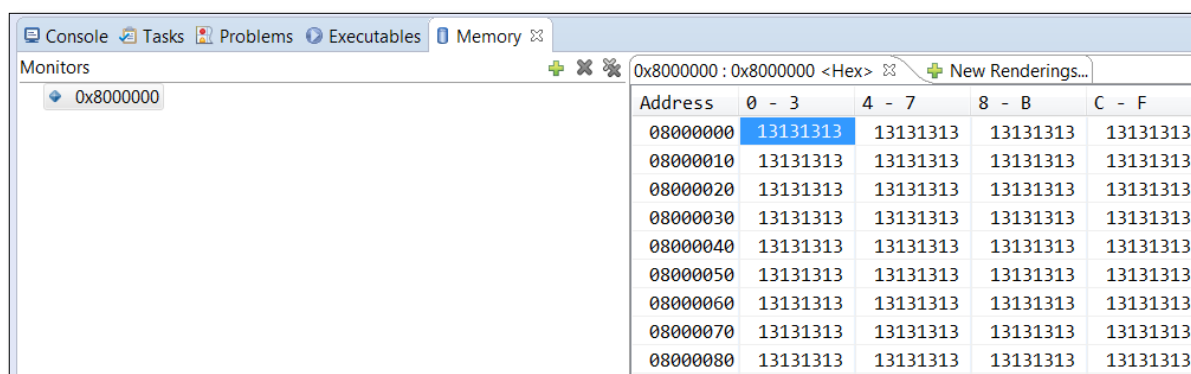 Console Tasks Problems Executables Memory
Monitors
0x8000000
0x8000000 : 0x8000000 <Hex> New Renderings...
Address 0 - 3 4 - 7 8 - B C - F
08000000 13131313 13131313 13131313 13131313
08000010 13131313 13131313 13131313 13131313
08000020 13131313 13131313 13131313 13131313
08000030 13131313 13131313 13131313 13131313
08000040 13131313 13131313 13131313 13131313
08000050 13131313 13131313 13131313 13131313
08000060 13131313 13131313 13131313 13131313
08000070 13131313 13131313 13131313 13131313
08000080 13131313 13131313 13131313 13131313